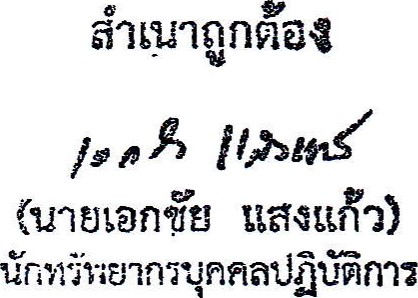 สำเนาถูกต้อง
(นายเอกชัย แสงแก้ว)
นักทรัพยากรบุคคลปฏิบัติการ